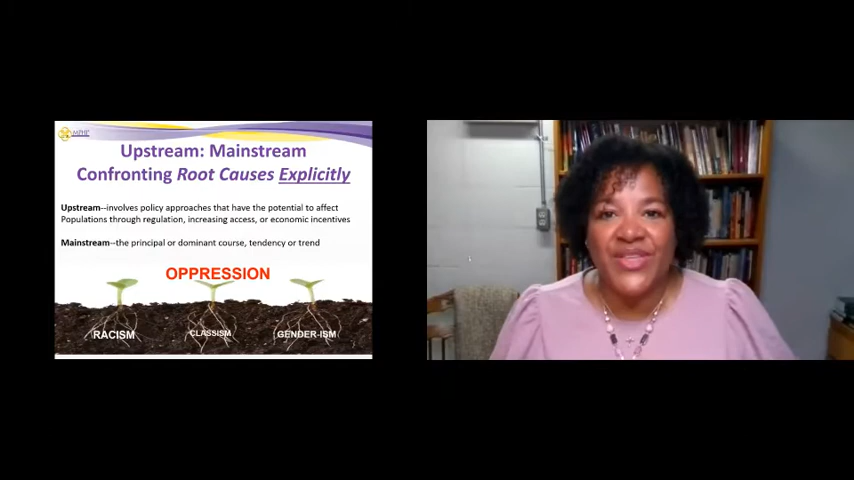 MPHI
Upstream: Mainstream
Confronting Root Causes Explicitly
Upstream--involves policy approaches that have the potential to affect
Populations through regulation, increasing access, or economic incentives
Mainstream--the principal or dominant course, tendency or trend
OPPRESSION
RACISM
CLASSISM
GENDER-ISM